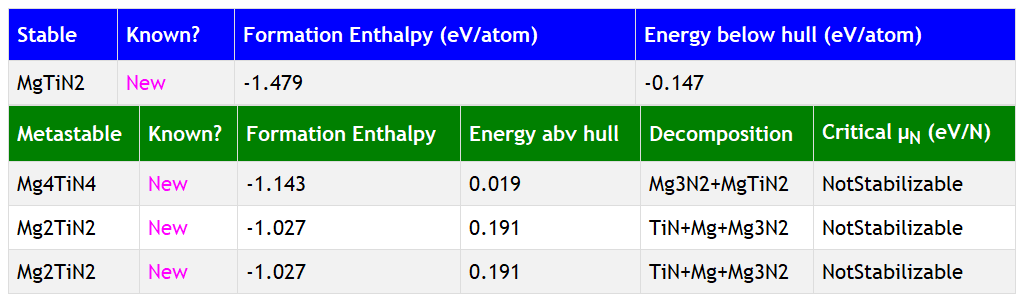 Stable Known? Formation Enthalpy (eV/atom) Energy below hull (eV/atom)
MgTiN2 New -1.479 -0.147
Metastable Known? Formation Enthalpy Energy abv hull Decomposition Critical μN (eV/N)
Mg4TiN4 New -1.143 0.019 Mg3N2+MgTiN2 NotStabilizable
Mg2TiN2 New -1.027 0.191 TiN+Mg+Mg3N2 NotStabilizable
Mg2TiN2 New -1.027 0.191 TiN+Mg+Mg3N2 NotStabilizable